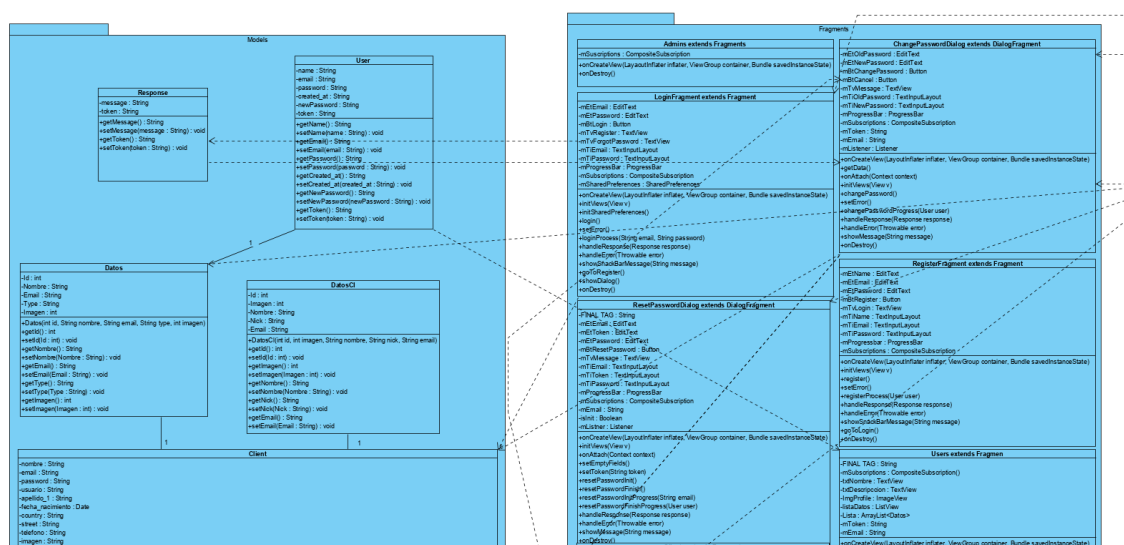 Models
User
-name : String
-email : String
-password : String
-created_at : String
-newPassword : String
-token : String
+getName() : String
+setName(name : String) : void
+getEmail() : String
+setEmail(email : String) : void
+getPassword() : String
+setPassword(password : String) : void
+getCreated_at() : String
+setCreated_at(created_at : String) : void
+getNewPassword() : String
+setNewPassword(newPassword : String) : void
+getToken() : String
+setToken(token : String) : void
Response
-message : String
-token : String
+getMessage() : String
+setMessage(message : String) : void
+getToken() : String
+setToken(token : String) : void
1
Datos
-Id : int
-Nombre : String
-Email : String
-Type : String
-Imagen : int
+Datos(int id, String nombre, String email, String type, int imagen)
+getId() : int
+setId(Id : int) : void
+getNombre() : String
+setNombre(Nombre : String) : void
+getEmail() : String
+setEmail(Email : String) : void
+getType() : String
+setType(Type : String) : void
+getImagen() : int
+setImagen(Imagen : int) : void
DatosCl
-Id : int
-Imagen : int
-Nombre : String
-Nick : String
-Email : String
+DatosCl(int id, int imagen, String nombre, String nick, String email)
+getId() : int
+setId(Id : int) : void
+getImagen() : int
+setImagen(Imagen : int) : void
+getNombre() : String
+setNombre(Nombre : String) : void
+getNick() : String
+setNick(Nick : String) : void
+getEmail() : String
+setEmail(Email : String) : void
1
1
Client
-nombre : String
-email : String
-password : String
-usuario : String
-apellido_1 : String
-fecha_nacimiento : Date
-country : String
-street : String
-telefono : String
-imagen : String
Fragments
Admins extends Fragments
-mSuscriptions : CompositeSubscription
+onCreateView(LayaoutInflater inflater, ViewGroup container, Bundle savedInstanceState)
+onDestroy()
LoginFragment extends Fragment
-mEtEmail : EditText
-mEtPassword : EditText
-mBtLogin : Button
-mTvRegister : TextView
-mTvForgotPassword : TextView
-mTiEmail : TextInputLayout
-mTiPassword : TextInputLayout
-mProgressBar : ProgressBar
-mSubscriptions : CompositeSubscription
-mSharedPreferences : SharedPreferences
+onCreateView(LayoutInflater inflater, ViewGroup container, Bundle savedInstanceState)
+initViews(View v)
+initSharedPreferences()
+login()
+setError()
+loginProcess(String email, String password)
+handleResponse(Response response)
+handleError(Throwable error)
+showSnackBarMessage(String message)
+goToRegister()
+showDialog()
+onDestroy()
ResetPasswordDialog extends DialogFragment
-FINAL TAG : String
-mEtEmail : EditText
-mEtToken : EditText
-mEtPassword : EditText
-mBtResetPassword : Button
-mTvMessage : TextView
-mTiEmail : TextInputLayout
-mTiToken : TextInputLayout
-mTiPassword : TextInputLayout
-mProgressBar : ProgressBar
-mSubscriptions : CompositeSubscription
-mEmail : String
-isInit : Boolean
-mListner : Listener
+onCreateView(LayoutInflater inflater, ViewGroup container, Bundle savedInstanceState)
+initViews(View v)
+onAttach(Context context)
+setEmptyFields()
+setToken(String token)
+resetPasswordInit()
+resetPasswordFinish()
+resetPasswordInitProgress(String email)
+resetPasswordFinishProgress(User user)
+handleResponse(Response response)
+handleError(Throwable error)
+showMessage(String message)
+onDestroy()
ChangePasswordDialog extends DialogFragment
-mEtOldPassword : EditText
-mEtNewPassword : EditText
-mBtChangePassword : Button
-mBtCancel : Button
-mTvMessage : TextView
-mTiOldPassword : TextInputLayout
-mTiNewPassword : TextInputLayout
-mProgressBar : ProgressBar
-mSubscriptions : CompositeSubscription
-mToken : String
-mEmail : String
-mListener : Listener
+onCreateView(LayoutInflater inflater, ViewGroup container, Bundle savedInstanceState)
+getData()
+onAttach(Context context)
+initViews(View v)
+changePassword()
+setError()
+changePasswordProgress(User user)
+handleResponse(Response response)
+handleError(Throwable error)
+showMessage(String message)
+onDestroy()
RegisterFragment extends Fragment
-mEtName : EditText
-mEtEmail : EditText
-mEtPassword : EditText
-mBtRegister : Button
-mTvLogin : TextView
-mTiName : TextInputLayout
-mTiEmail : TextInputLayout
-mTiPassword : TextInputLayout
-mProgressbar : ProgressBar
-mSubscriptions : CompositeSubscription
+onCreateView(LayoutInflater inflater, ViewGroup container, Bundle savedInstanceState)
+initViews(View v)
+register()
+setError()
+registerProcess(User user)
+handleResponse(Response response)
+handleError(Throwable error)
+showSnackBarMessage(String message)
+goToLogin()
+onDestroy()
Users extends Fragmen
-FINAL TAG : String
-mSubscriptions : CompositeSubscription()
-txtNombre : TextView
-txtDescripcion : TextView
-ImgProfile : ImageView
-listaDatos : ListView
-Lista : ArrayList<Datos>
-mToken : String
-mEmail : String
+onCreateView(LayoutInflater inflater, ViewGroup container, Bundle savedInstanceState)